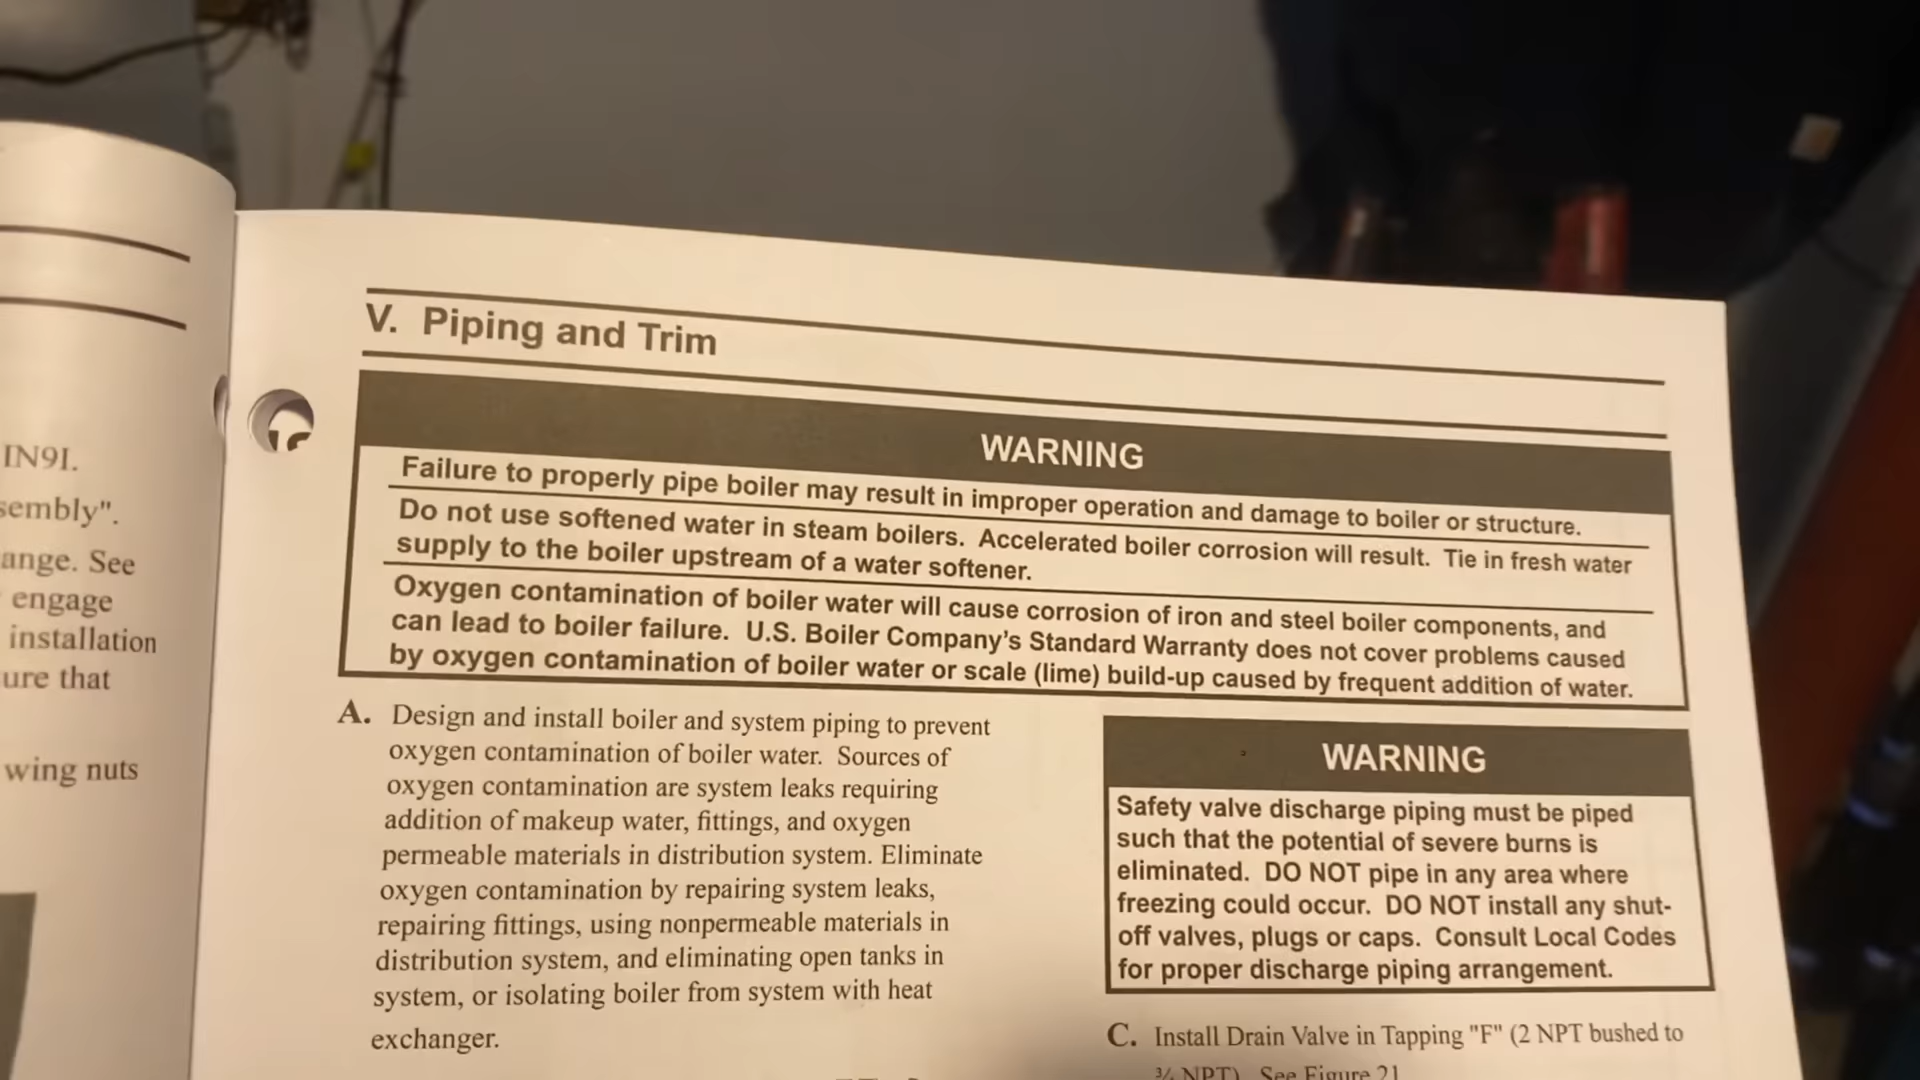 IN9I.
sembly".
ange. See
engage
installation
ure that
wing nuts
V. Piping and Trim
WARNING
Failure to properly pipe boiler may result in improper operation and damage to boiler or structure.
Do not use softened water in steam boilers. Accelerated boiler corrosion will result. Tie in fresh water
supply to the boiler upstream of a water softener.
Oxygen contamination of boiler water will cause corrosion of iron and steel boiler components, and
can lead to boiler failure. U.S. Boiler Company's Standard Warranty does not cover problems caused
by oxygen contamination of boiler water or scale (lime) build-up caused by frequent addition of water.
A. Design and install boiler and system piping to prevent
oxygen contamination of boiler water. Sources of
oxygen contamination are system leaks requiring
addition of makeup water, fittings, and oxygen
permeable materials in distribution system. Eliminate
oxygen contamination by repairing system leaks,
repairing fittings, using nonpermeable materials in
distribution system, and eliminating open tanks in
system, or isolating boiler from system with heat
exchanger.
WARNING
Safety valve discharge piping must be piped
such that the potential of severe burns is
eliminated. DO NOT pipe in any area where
freezing could occur. DO NOT install any shut-
off valves, plugs or caps. Consult Local Codes
for proper discharge piping arrangement.
C. Install Drain Valve in Tapping "F" (2 NPT bushed to
¾ NPT). See Figure 21